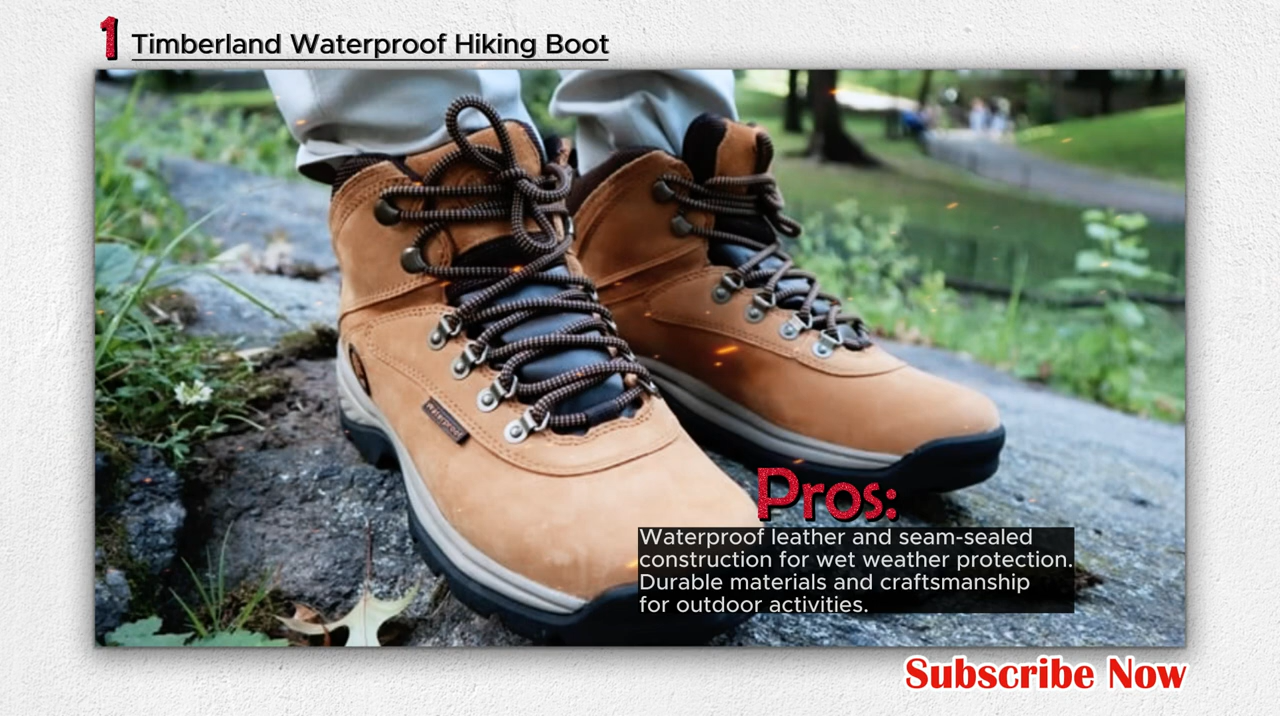 1 Timberland Waterproof Hiking Boot
waterproof
Pros:
Waterproof leather and seam-sealed
construction for wet weather protection.
Durable materials and craftsmanship
for outdoor activities.
Subscribe Now